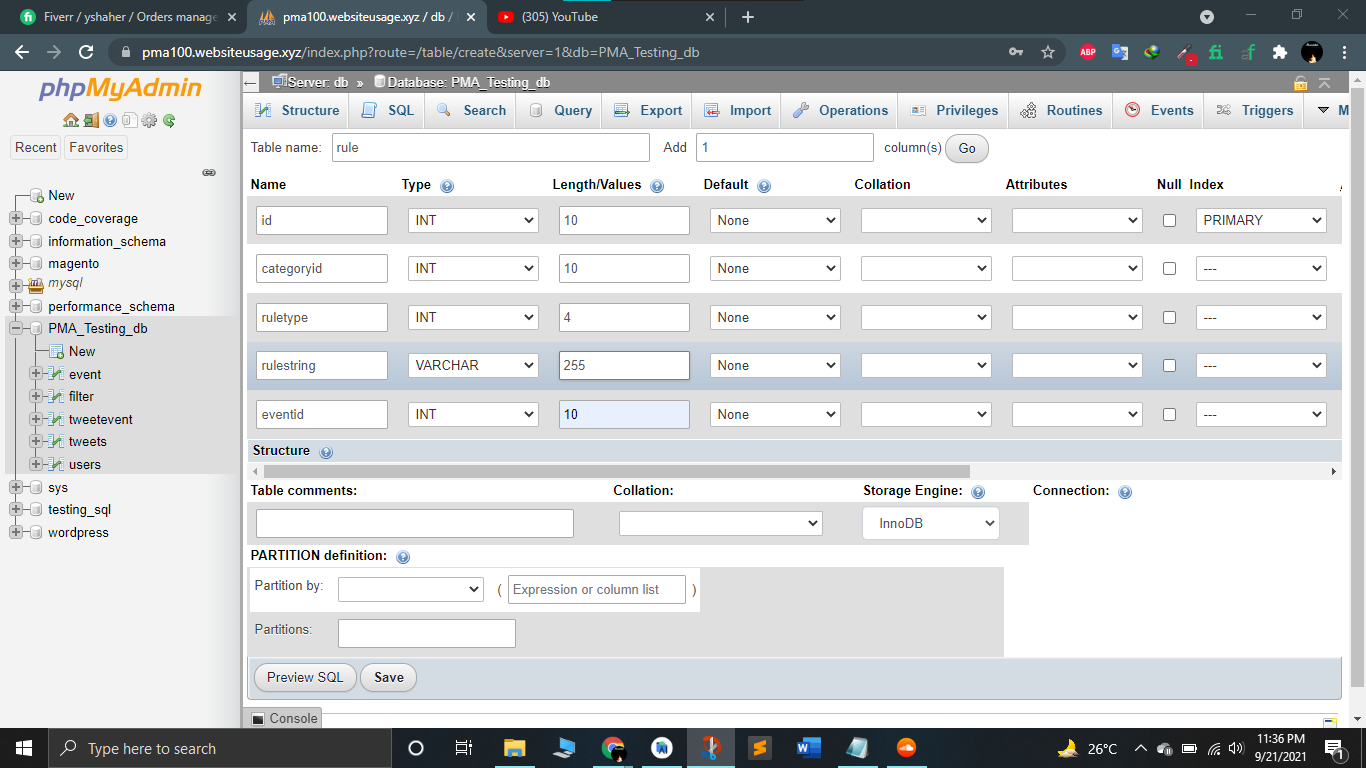 Fiverr / yshaher / Orders manage
pma100.websiteusage.xyz / db /
(305) YouTube
pma100.websiteusage.xyz/index.php?route=/table/create&server=1&db=PMA_Testing_db
ABP
phpMyAdmin
Server: db » Database: PMA_Testing_db
Structure SQL Search Query Export Import Operations Privileges Routines Events Triggers M
Recent Favorites
Table name: rule Add 1 column(s) Go
Name Type Length/Values Default Collation Attributes Null Index
id INT 10 None PRIMARY
categoryid INT 10 None ---
ruletype INT 4 None ---
rulestring VARCHAR 255 None ---
eventid INT 10 None ---
Structure
Table comments: Collation: Storage Engine: Connection:
InnoDB
PARTITION definition:
Partition by: ( Expression or column list )
Partitions:
Preview SQL Save
Console
New
code_coverage
information_schema
magento
mysql
performance_schema
PMA_Testing_db
New
event
filter
tweetevent
tweets
users
sys
testing_sql
wordpress
Type here to search
26°C
11:36 PM
9/21/2021
1